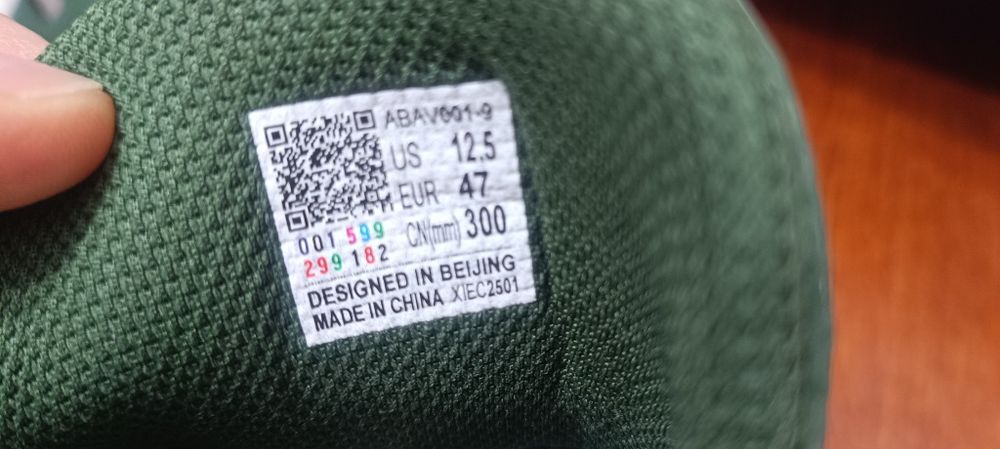 ABAV001-9
US 12.5
EUR 47
CN(mm) 300
001 599
299 182
DESIGNED IN BEIJING
MADE IN CHINA XIEC2501